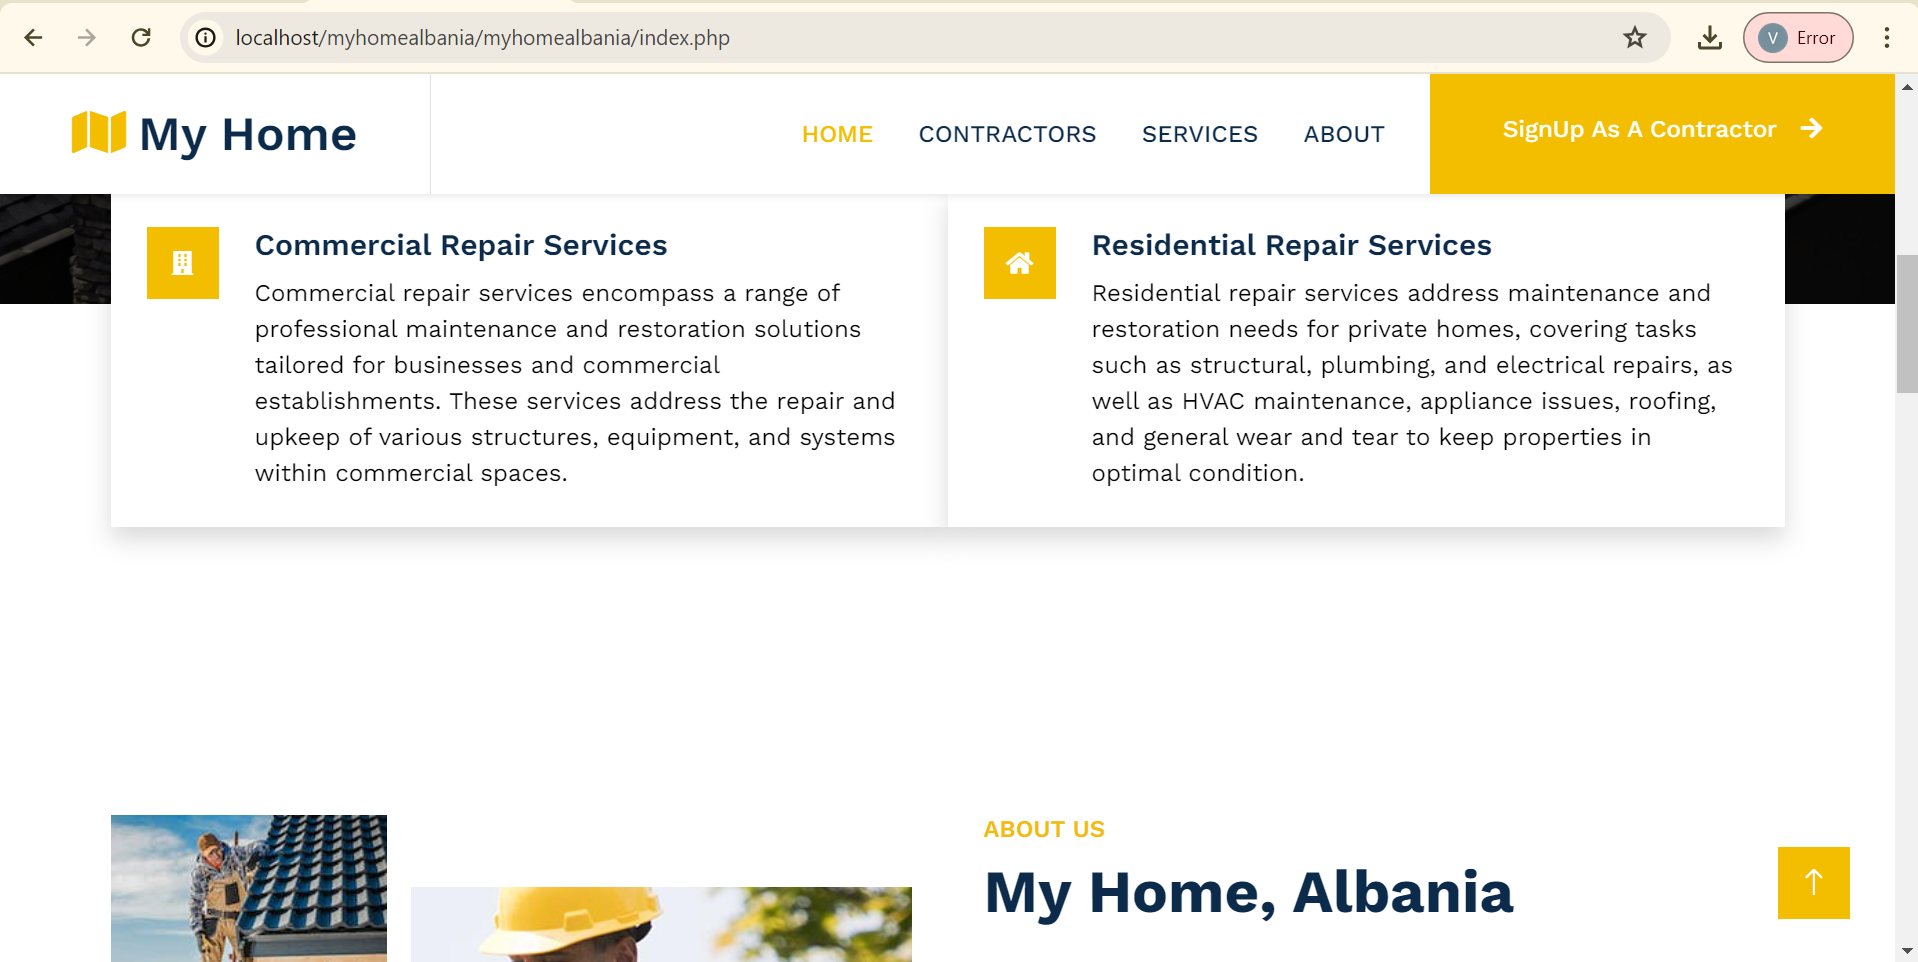 localhost/myhomealbania/myhomealbania/index.php
V Error
My Home
HOME CONTRACTORS SERVICES ABOUT
SignUp As A Contractor
Commercial Repair Services
Commercial repair services encompass a range of
professional maintenance and restoration solutions
tailored for businesses and commercial
establishments. These services address the repair and
upkeep of various structures, equipment, and systems
within commercial spaces.
Residential Repair Services
Residential repair services address maintenance and
restoration needs for private homes, covering tasks
such as structural, plumbing, and electrical repairs, as
well as HVAC maintenance, appliance issues, roofing,
and general wear and tear to keep properties in
optimal condition.
ABOUT US
My Home, Albania